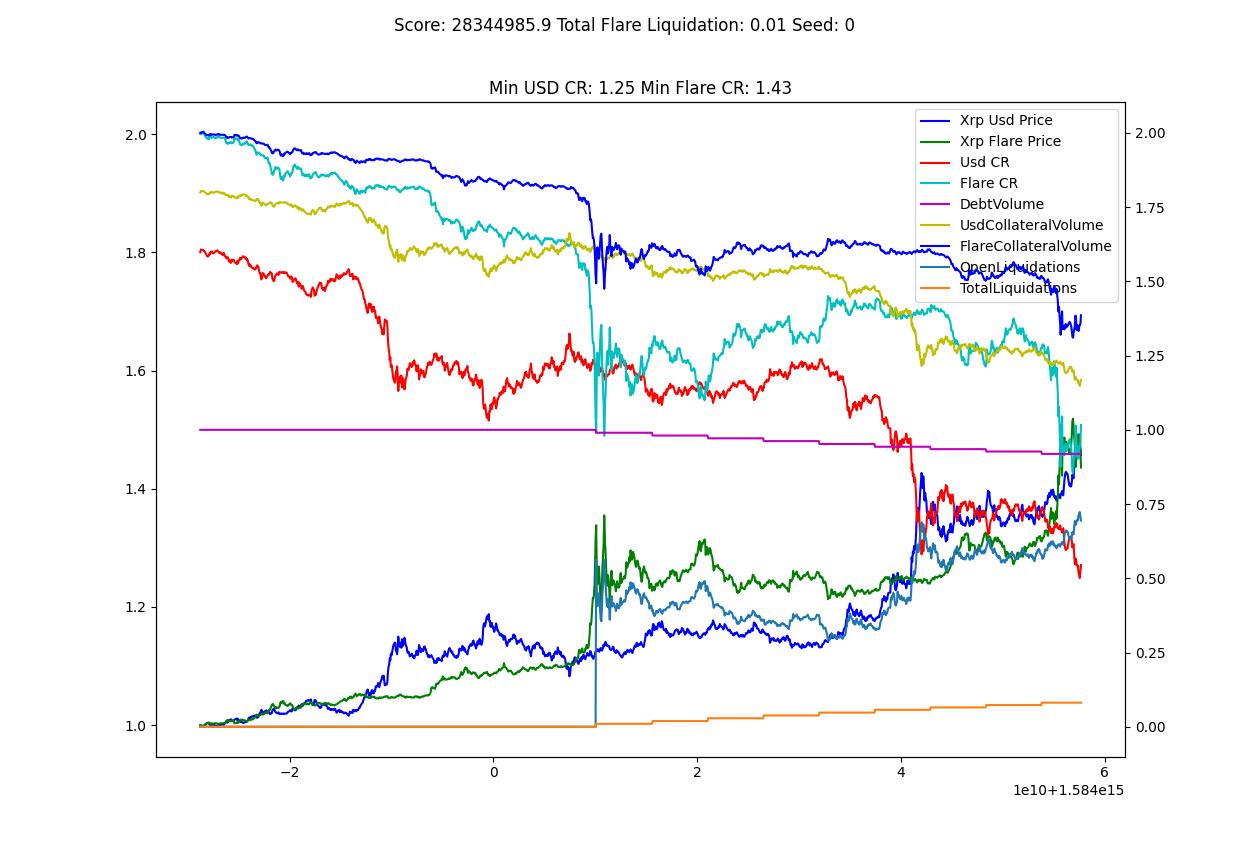 Score: 28344985.9 Total Flare Liquidation: 0.01 Seed: 0
Min USD CR: 1.25 Min Flare CR: 1.43
Xrp Usd Price
Xrp Flare Price
Usd CR
Flare CR
DebtVolume
UsdCollateralVolume
FlareCollateralVolume
OpenLiquidations
TotalLiquidations
2.0
1.8
1.6
1.4
1.2
1.0
2.00
1.75
1.50
1.25
1.00
0.75
0.50
0.25
0.00
−2
0
2
4
6
1e10+1.584e15